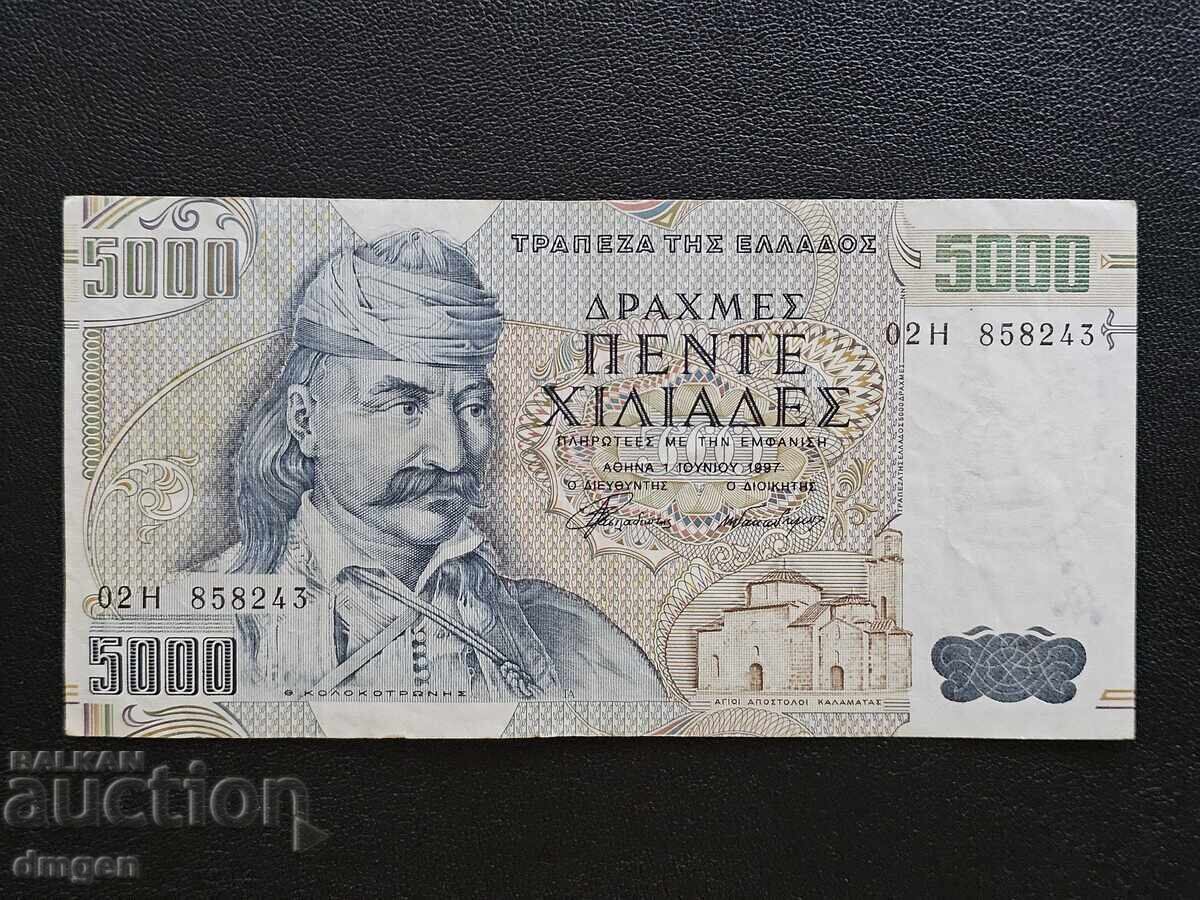 5000
ΤΡΑΠΕΖΑ ΤΗΣ ΕΛΛΑΔΟΣ
5000
ΔΡΑΧΜΕΣ
02Η 858243
ΠΕΝΤΕ
ΧΙΛΙΑΔΕΣ
ΠΛΗΡΩΤΕΕΣ ΜΕ ΤΗΝ ΕΜΦΑΝΙΣΗ
ΑΘΗΝΑ 1 ΙΟΥΝΙΟΥ 1997
Ο ΔΙΕΥΘΥΝΤΗΣ Ο ΔΙΟΙΚΗΤΗΣ
02Η 858243
5000
Θ ΚΟΛΟΚΟΤΡΩΝΗΣ
ΑΓΙΟΙ ΑΠΟΣΤΟΛΟΙ ΚΑΛΑΜΑΤΑΣ
BALKAN
auction
dmgen